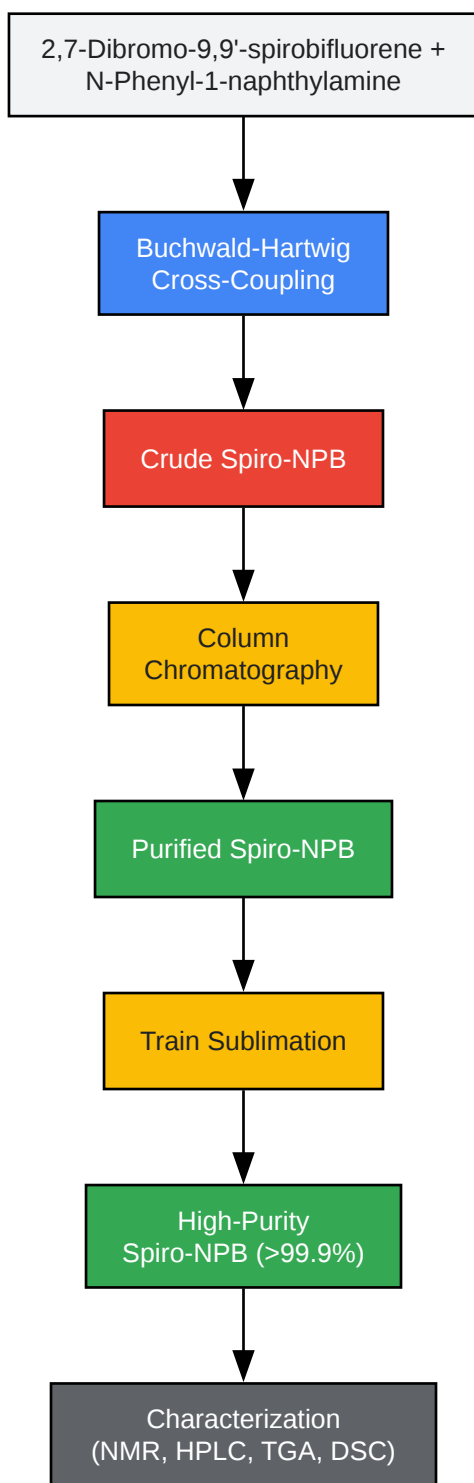 2,7-Dibromo-9,9'-spirobifluorene +
N-Phenyl-1-naphthylamine
Buchwald-Hartwig
Cross-Coupling
Crude Spiro-NPB
Column
Chromatography
Purified Spiro-NPB
Train Sublimation
High-Purity
Spiro-NPB (>99.9%)
Characterization
(NMR, HPLC, TGA, DSC)